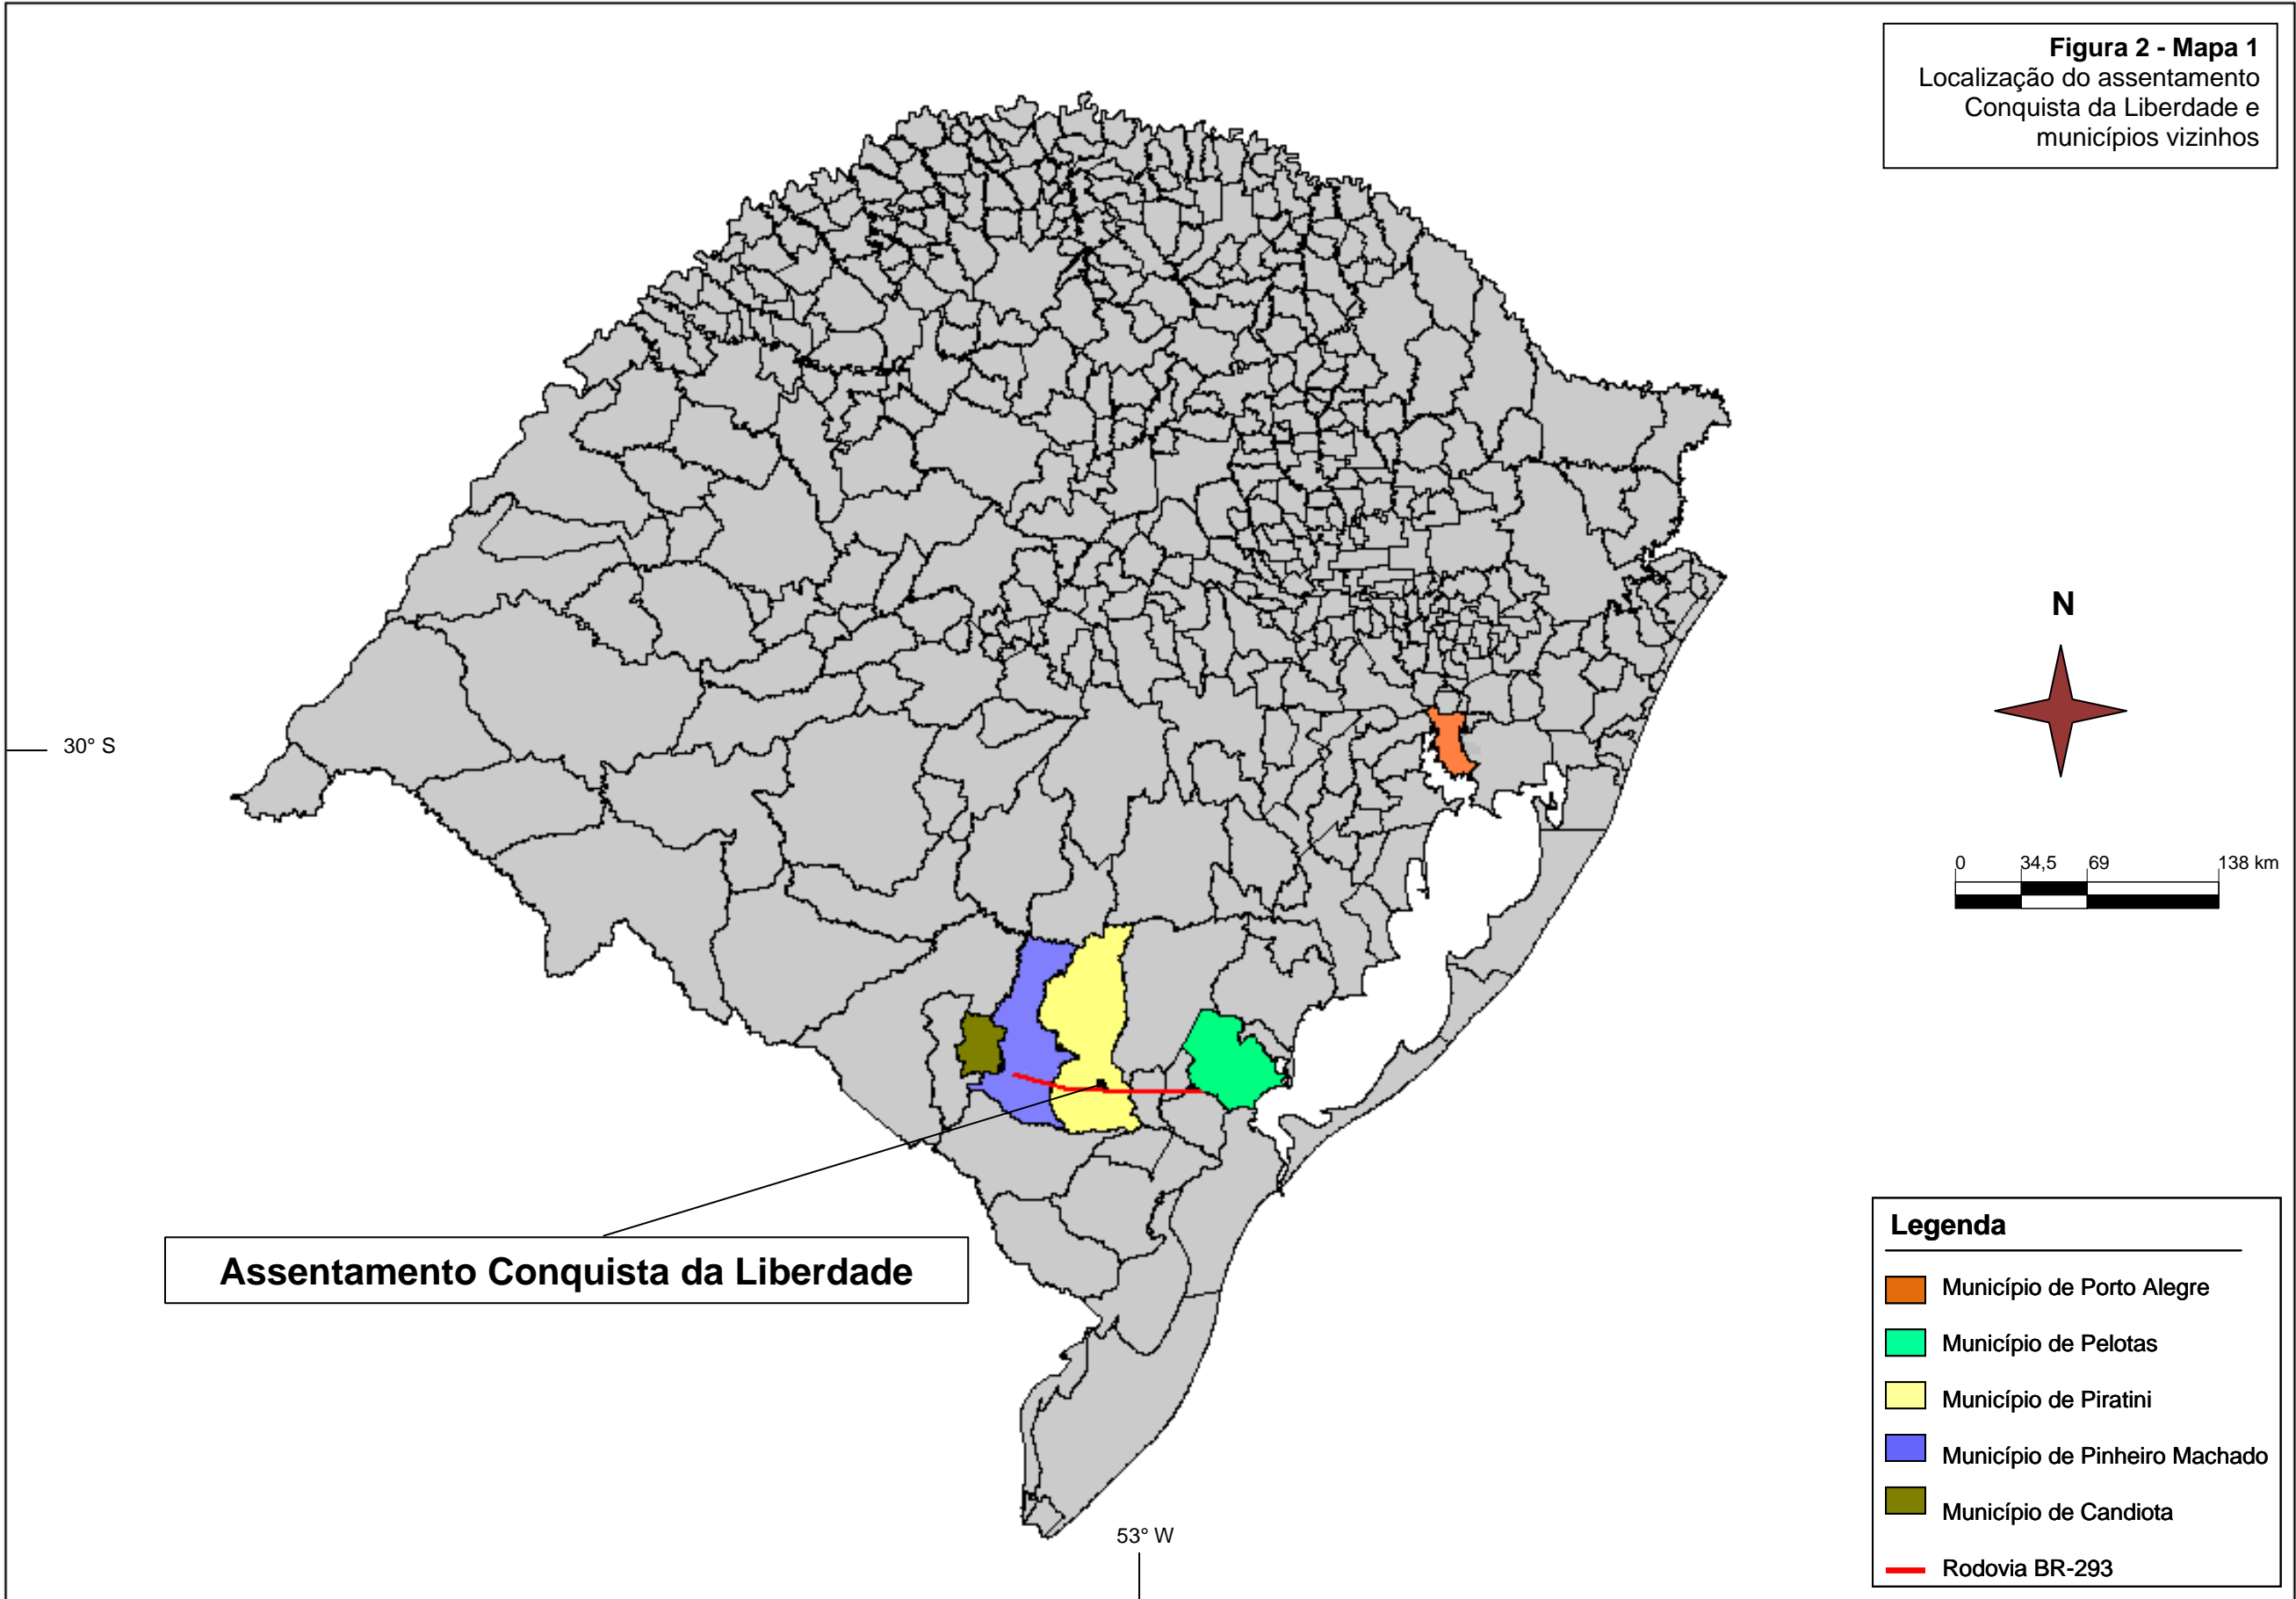 Figura 2 - Mapa 1
Localização do assentamento
Conquista da Liberdade e
municípios vizinhos
N
30° S
0 34,5 69 138 km
Assentamento Conquista da Liberdade
Legenda
Município de Porto Alegre
Município de Pelotas
Município de Piratini
Município de Pinheiro Machado
Município de Candiota
Rodovia BR-293
53° W